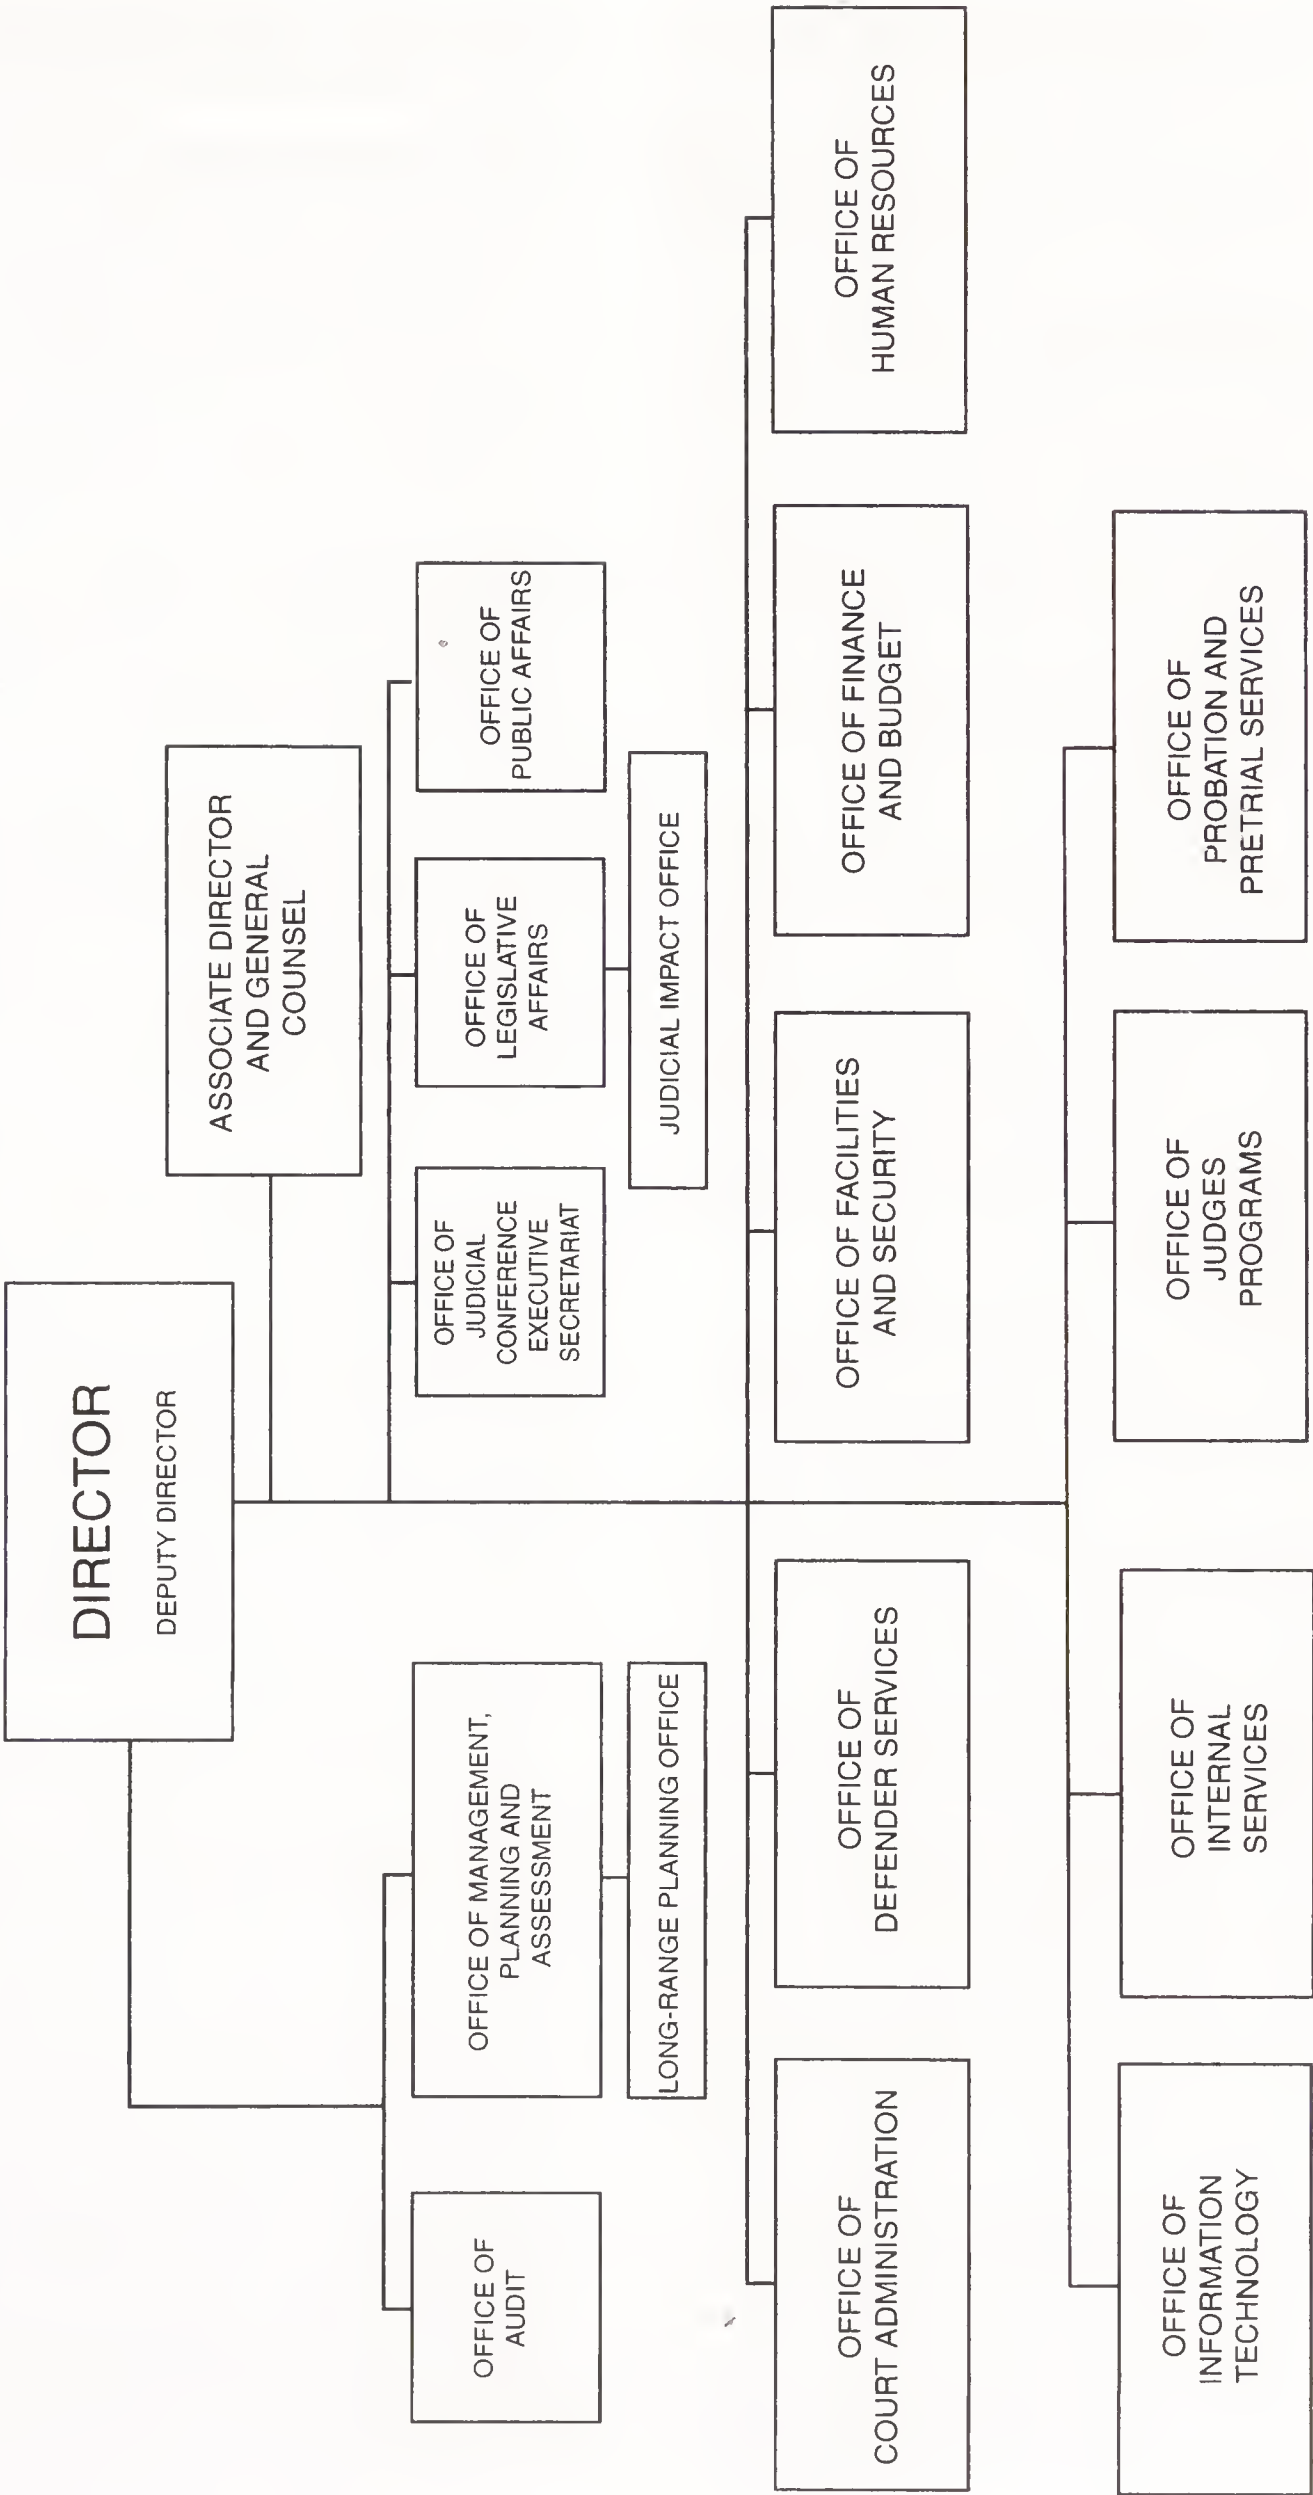 DIRECTOR
DEPUTY DIRECTOR
ASSOCIATE DIRECTOR
AND GENERAL
COUNSEL
OFFICE OF
AUDIT
OFFICE OF MANAGEMENT,
PLANNING AND
ASSESSMENT
OFFICE OF
JUDICIAL
CONFERENCE
EXECUTIVE
SECRETARIAT
OFFICE OF
LEGISLATIVE
AFFAIRS
OFFICE OF
PUBLIC AFFAIRS
LONG-RANGE PLANNING OFFICE
JUDICIAL IMPACT OFFICE
OFFICE OF
COURT ADMINISTRATION
OFFICE OF
DEFENDER SERVICES
OFFICE OF FACILITIES
AND SECURITY
OFFICE OF FINANCE
AND BUDGET
OFFICE OF
HUMAN RESOURCES
OFFICE OF
INFORMATION
TECHNOLOGY
OFFICE OF
INTERNAL
SERVICES
OFFICE OF
JUDGES
PROGRAMS
OFFICE OF
PROBATION AND
PRETRIAL SERVICES